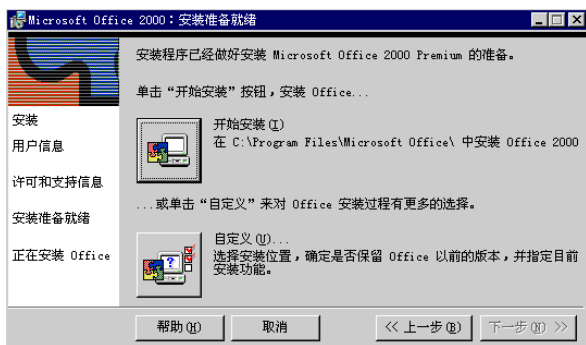 Microsoft Office 2000：安装准备就绪
安装程序已经做好安装 Microsoft Office 2000 Premium 的准备。
单击“开始安装”按钮，安装 Office...
安装
用户信息
许可和支持信息
安装准备就绪
正在安装 Office
开始安装(I)
在 C:\Program Files\Microsoft Office\ 中安装 Office 2000
...或单击“自定义”来对 Office 安装过程有更多的选择。
自定义(U)...
选择安装位置，确定是否保留 Office 以前的版本，并指定目前
安装功能。
帮助(H)
取消
<< 上一步(B)
下一步(N) >>